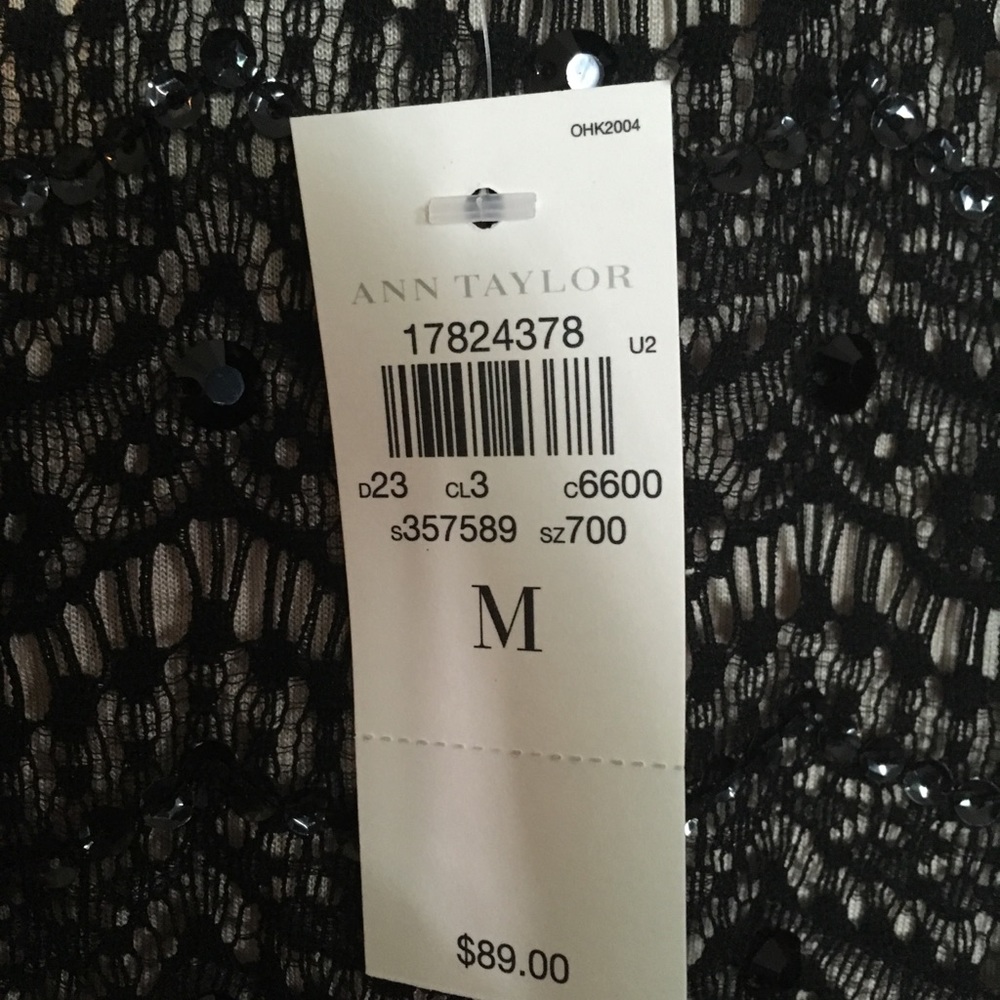 OHK2004
ANN TAYLOR
17824378 U2
D23 CL3 C6600
S357589 SZ700
M
$89.00